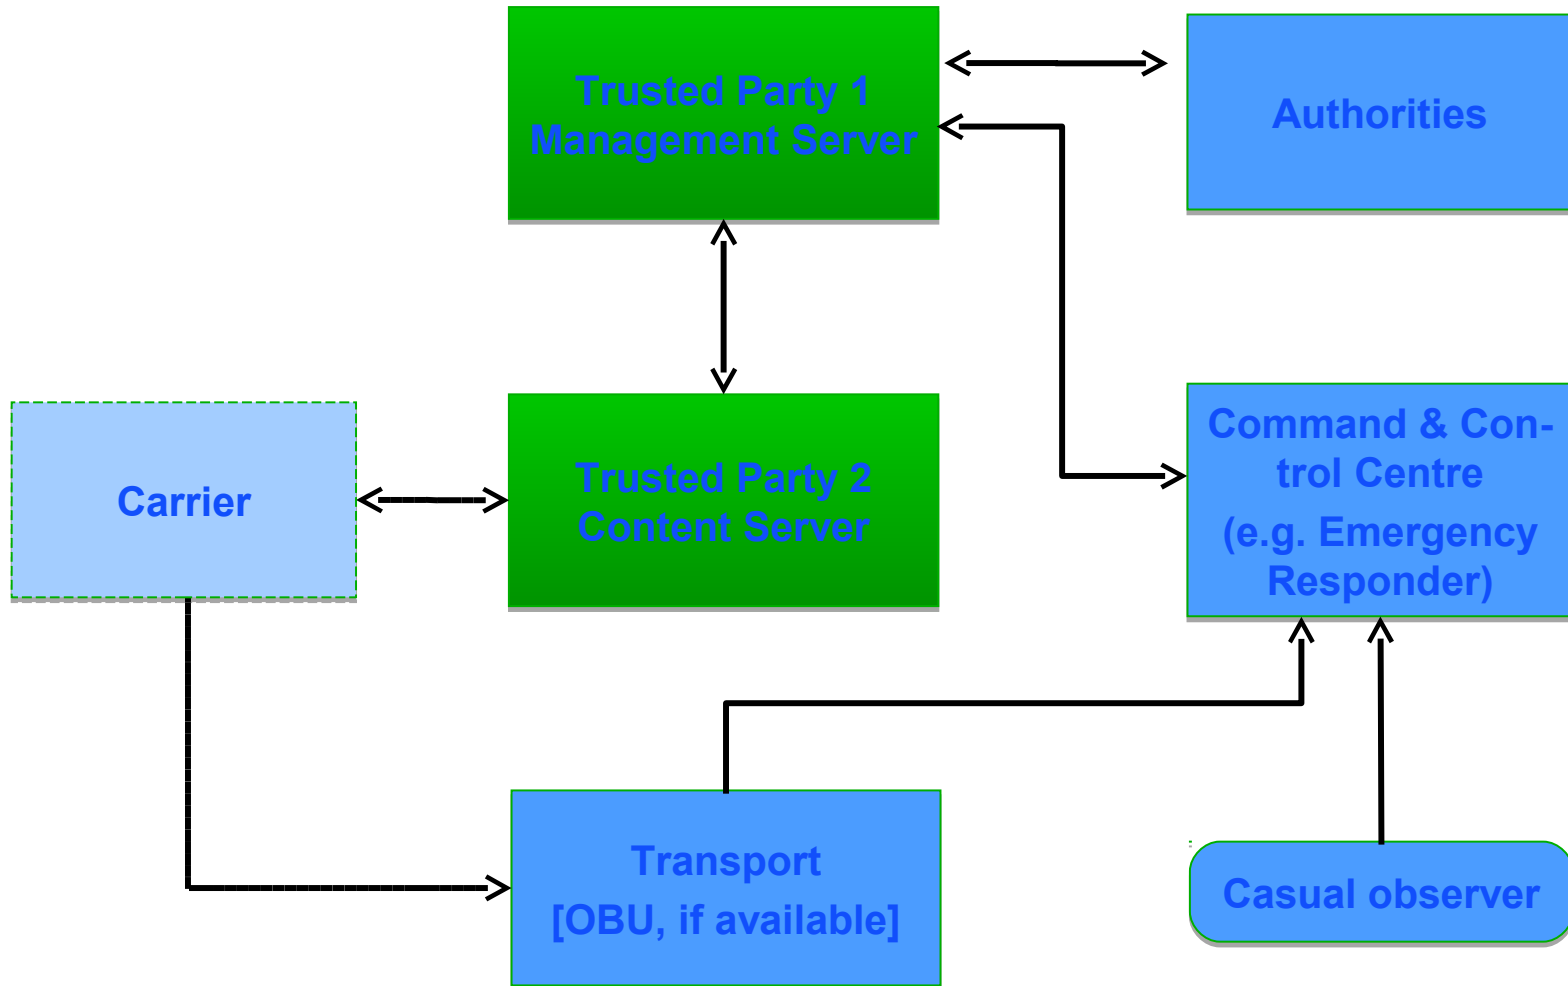 Trusted Party 1
Management Server
Authorities
Carrier
Trusted Party 2
Content Server
Command & Con-
trol Centre
(e.g. Emergency
Responder)
Transport
[OBU, if available]
Casual observer